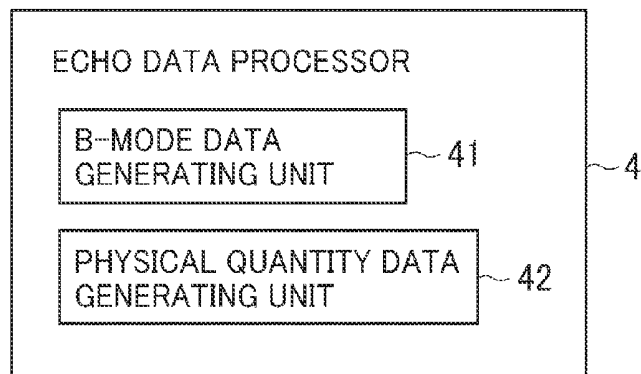 ECHO DATA PROCESSOR
B-MODE DATA
GENERATING UNIT
41
4
PHYSICAL QUANTITY DATA
GENERATING UNIT
42